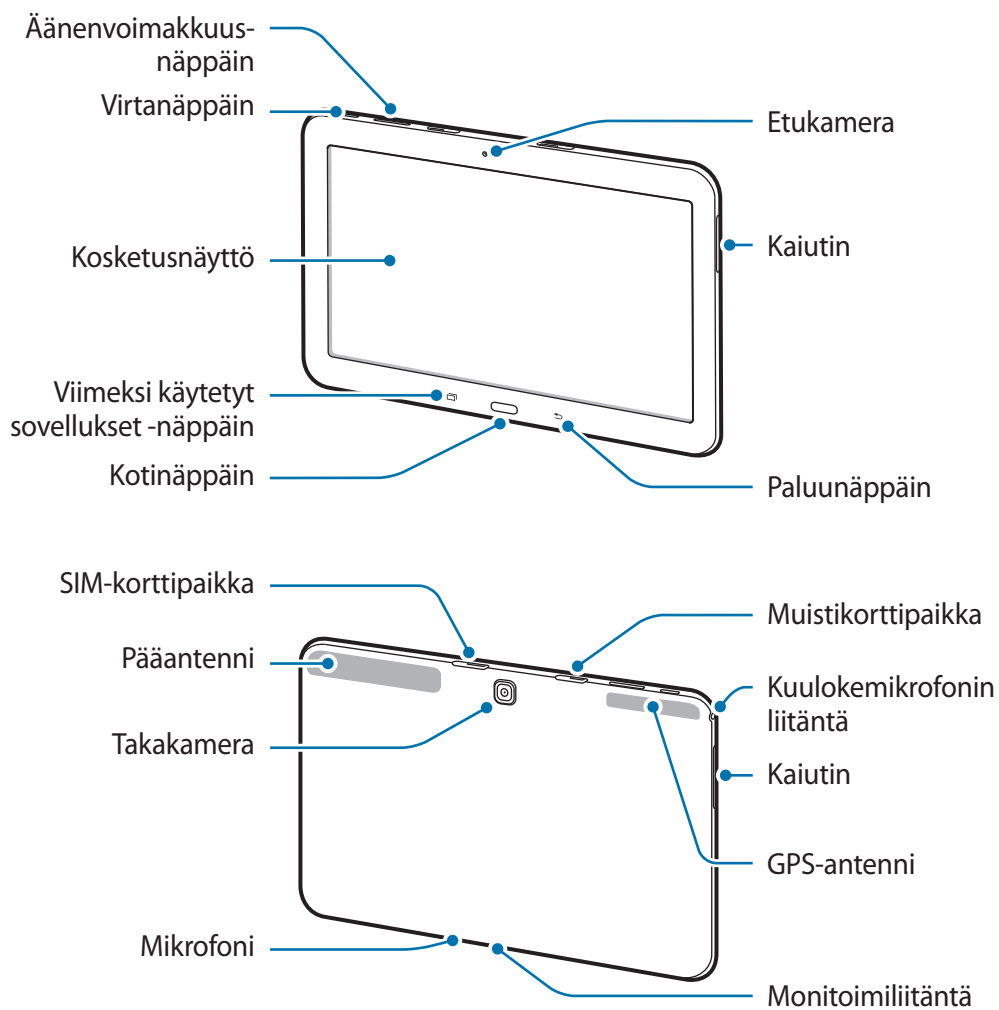 Äänenvoimakkuus-
näppäin
Virtanäppäin
Kosketusnäyttö
Viimeksi käytetyt
sovellukset -näppäin
Kotinäppäin
Etukamera
Kaiutin
Paluunäppäin
SIM-korttipaikka
Pääantenni
Takakamera
Mikrofoni
Muistikorttipaikka
Kuulokemikrofonin
liitäntä
Kaiutin
GPS-antenni
Monitoimiliitäntä